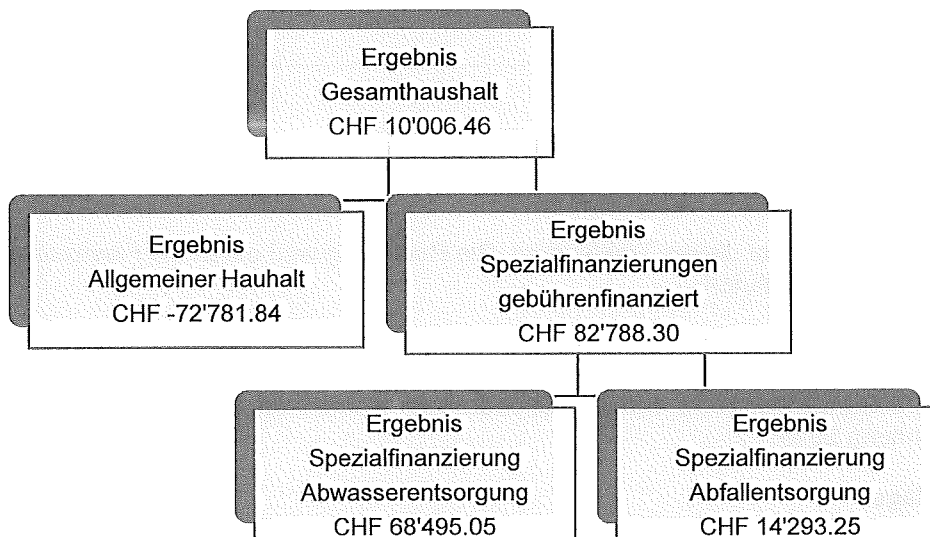 Ergebnis
Gesamthaushalt
CHF 10'006.46
Ergebnis
Allgemeiner Hauhalt
CHF -72'781.84
Ergebnis
Spezialfinanzierungen
gebührenfinanziert
CHF 82'788.30
Ergebnis
Spezialfinanzierung
Abwasserentsorgung
CHF 68'495.05
Ergebnis
Spezialfinanzierung
Abfallentsorgung
CHF 14'293.25